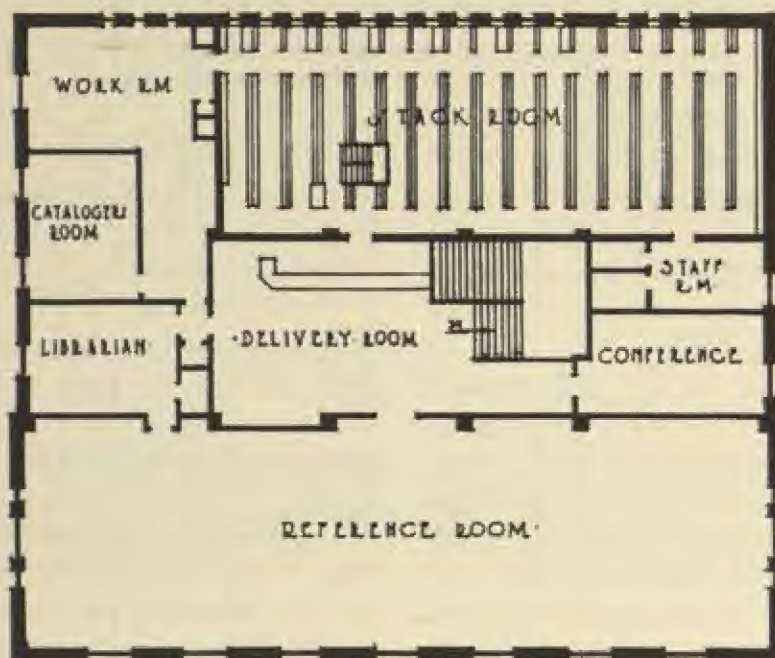 WORK RM
STACK ROOM
CATALOGERS
ROOM
STAFF
RM
LIBRARIAN
DELIVERY ROOM
CONFERENCE
REFERENCE ROOM